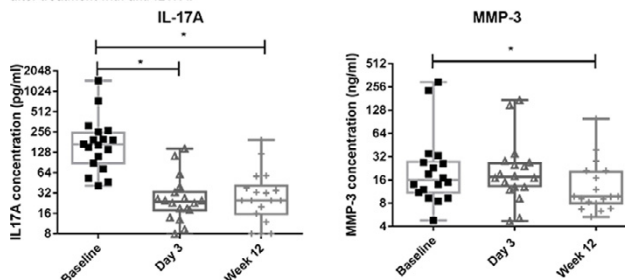 IL-17A
MMP-3
*
*
*
IL17A concentration (pg/ml)
2048
1024
512
256
128
64
32
16
8
Baseline
Day 3
Week 12
MMP-3 concentration (ng/ml)
512
256
128
64
32
16
8
4
Baseline
Day 3
Week 12